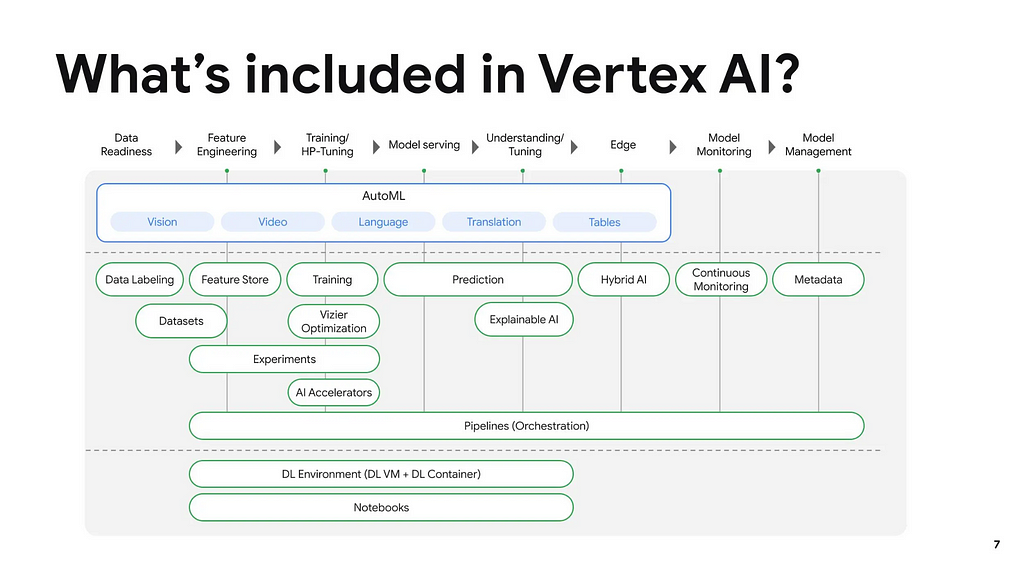 What's included in Vertex AI?
Data
Readiness
Feature
Engineering
Training/
HP-Tuning
Model serving
Understanding/
Tuning
Edge
Model
Monitoring
Model
Management
AutoML
Vision
Video
Language
Translation
Tables
Data Labeling
Feature Store
Training
Prediction
Hybrid AI
Continuous
Monitoring
Metadata
Datasets
Vizier
Optimization
Explainable AI
Experiments
AI Accelerators
Pipelines (Orchestration)
DL Environment (DL VM + DL Container)
Notebooks
7